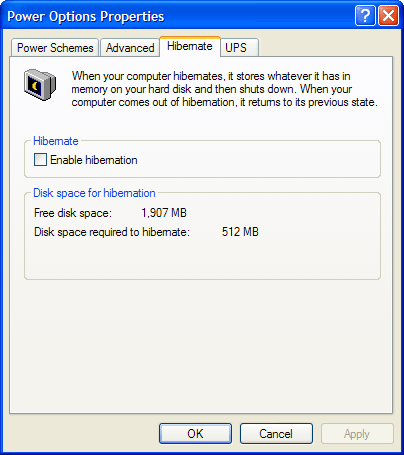 Power Options Properties
Power Schemes Advanced Hibernate UPS
When your computer hibernates, it stores whatever it has in
memory on your hard disk and then shuts down. When your
computer comes out of hibernation, it returns to its previous state.
Hibernate
Enable hibernation
Disk space for hibernation
Free disk space: 1,907 MB
Disk space required to hibernate: 512 MB
OK Cancel Apply